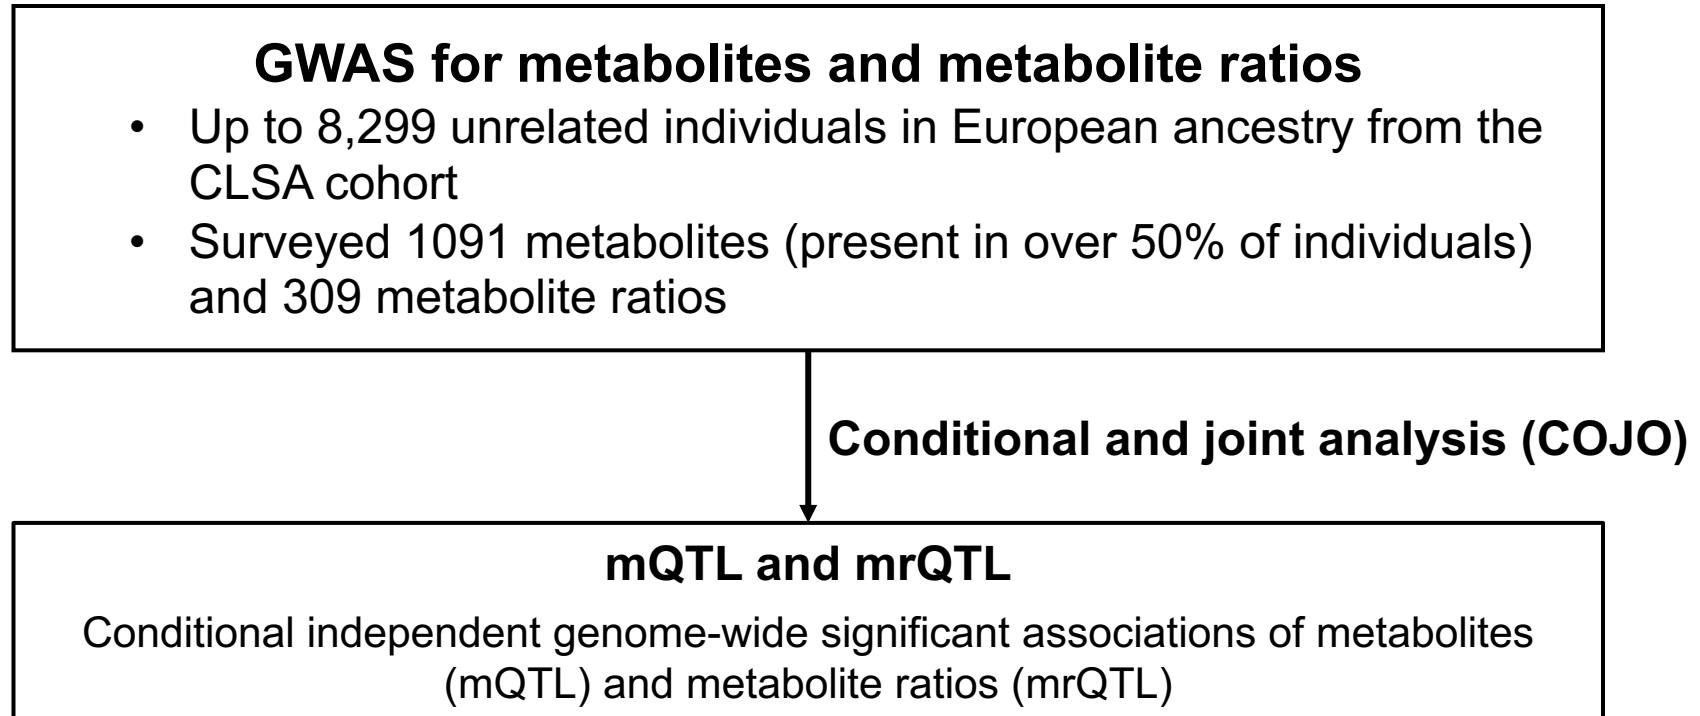 GWAS for metabolites and metabolite ratios
• Up to 8,299 unrelated individuals in European ancestry from the
CLSA cohort
• Surveyed 1091 metabolites (present in over 50% of individuals)
and 309 metabolite ratios
Conditional and joint analysis (COJO)
mQTL and mrQTL
Conditional independent genome-wide significant associations of metabolites
(mQTL) and metabolite ratios (mrQTL)